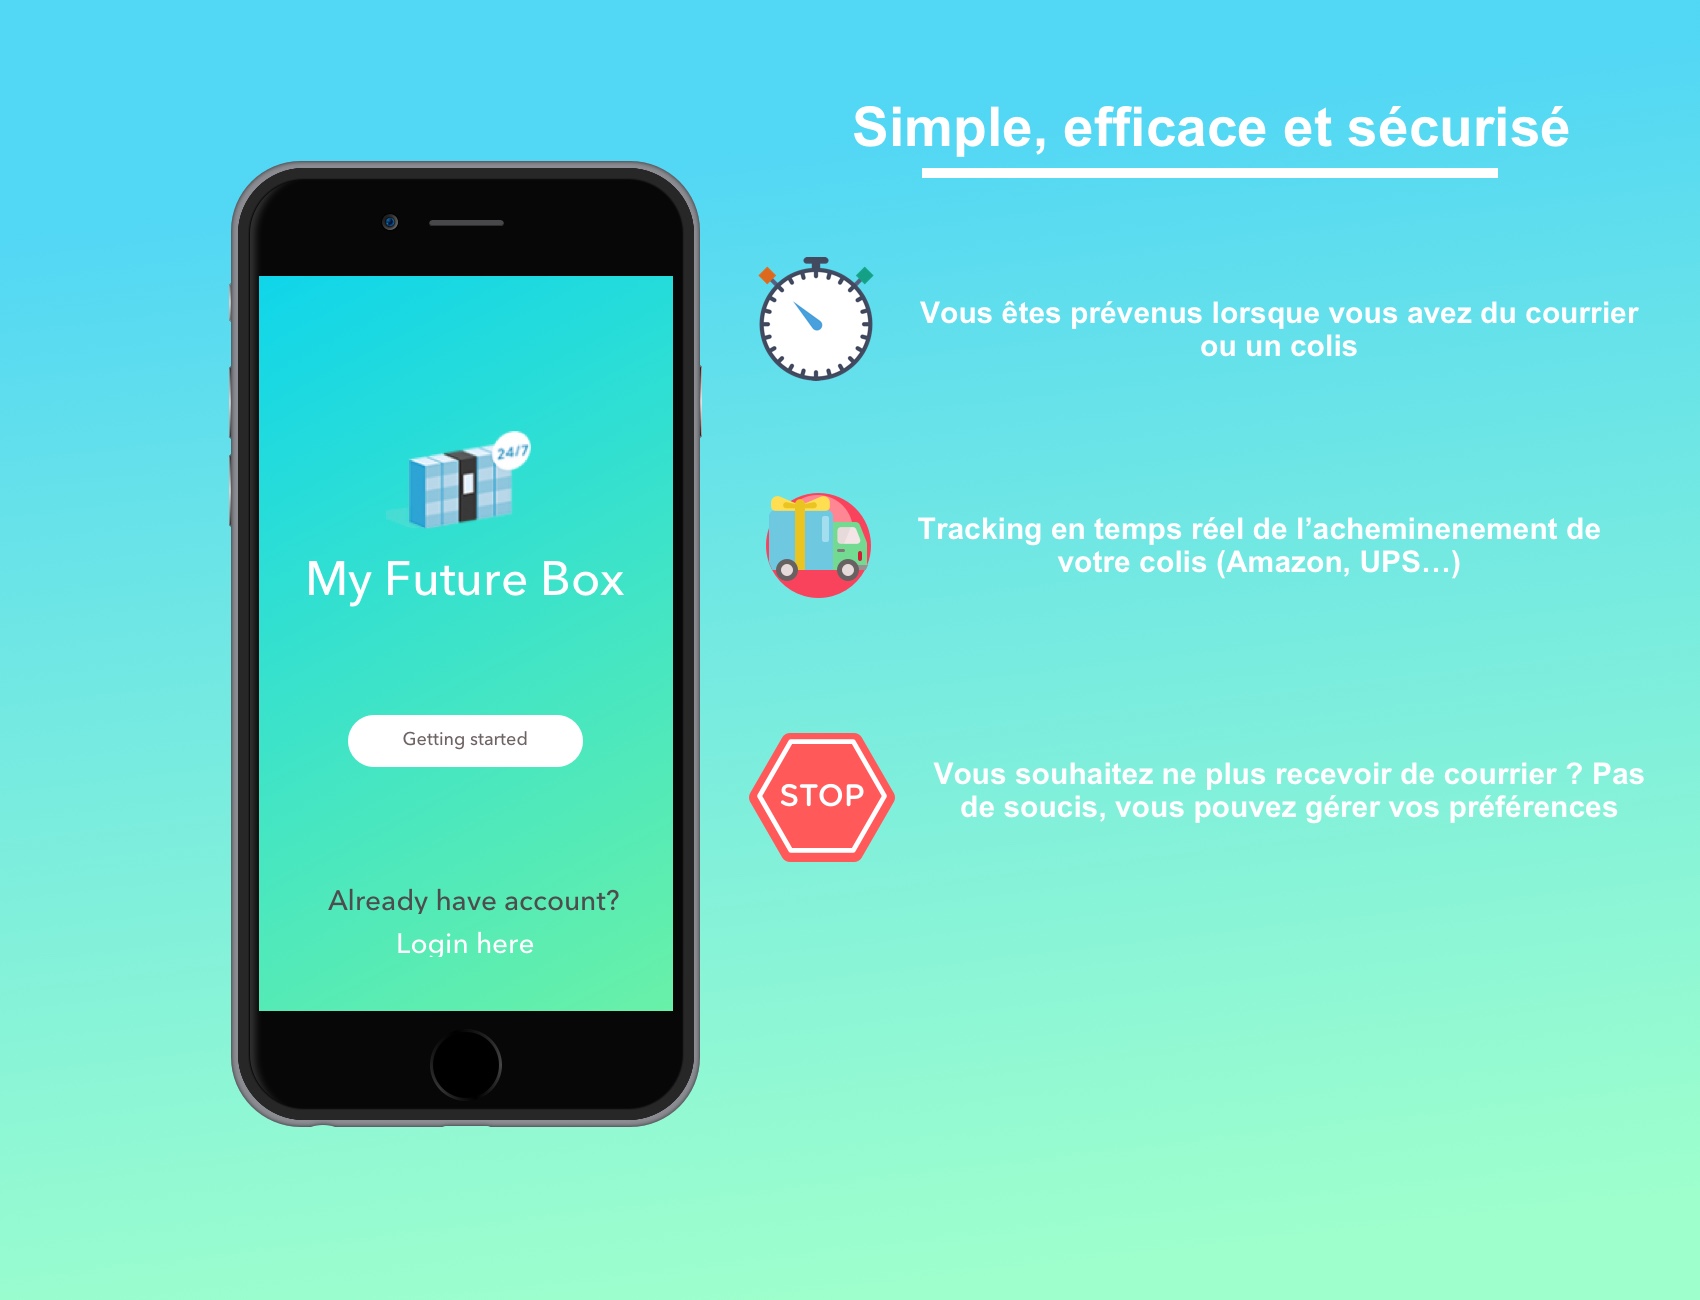 Simple, efficace et sécurisé
Vous êtes prévenus lorsque vous avez du courrier
ou un colis
Tracking en temps réel de l’acheminenement de
votre colis (Amazon, UPS…)
STOP
Vous souhaitez ne plus recevoir de courrier ? Pas
de soucis, vous pouvez gérer vos préférences
24/7
My Future Box
Getting started
Already have account?
Login here